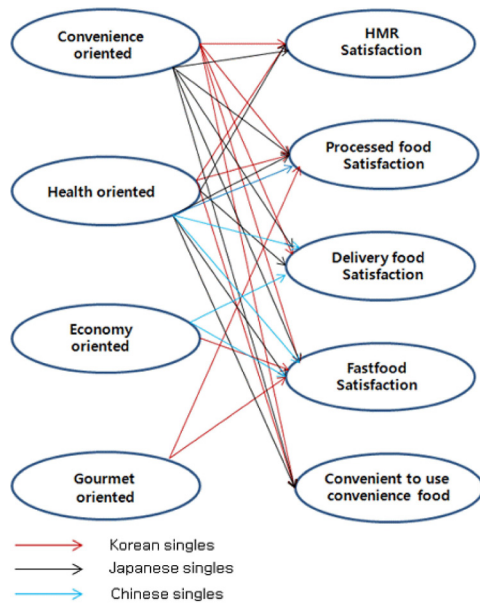 Convenience
oriented
HMR
Satisfaction
Processed food
Satisfaction
Health oriented
Delivery food
Satisfaction
Economy
oriented
Fastfood
Satisfaction
Gourmet
oriented
Convenient to use
convenience food
Korean singles
Japanese singles
Chinese singles